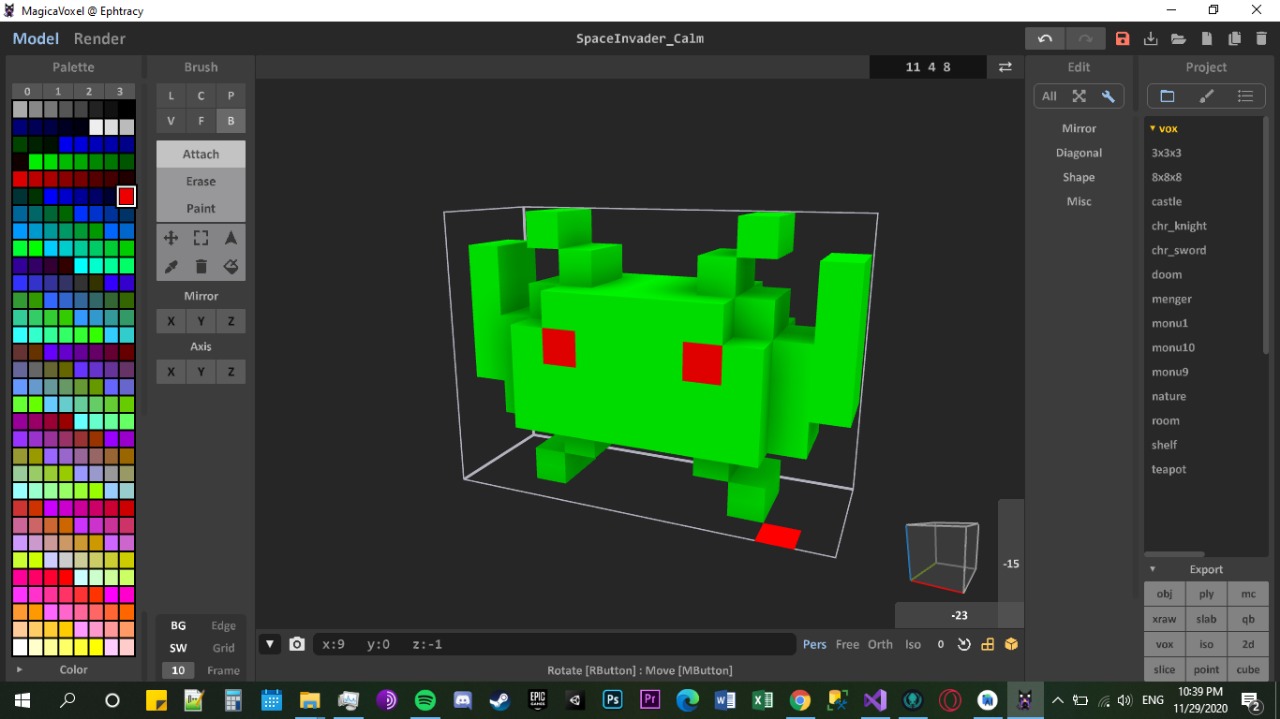 MagicaVoxel @ Ephtracy
Model Render
SpaceInvader_Calm
Palette
0 1 2 3
Color
Brush
L C P
V F B
Attach
Erase
Paint
Mirror
X Y Z
Axis
X Y Z
BG Edge
SW Grid
10 Frame
11 4 8
-15
-23
x:9 y:0 z:-1
Pers Free Orth Iso 0
Rotate [RButton] : Move [MButton]
Edit
All
Mirror
Diagonal
Shape
Misc
Project
vox
3x3x3
8x8x8
castle
chr_knight
chr_sword
doom
menger
monu1
monu10
monu9
nature
room
shelf
teapot
Export
obj ply mc
xraw slab qb
vox iso 2d
slice point cube
EPIC GAMES
Ps
Pr
ENG
10:39 PM
11/29/2020
2